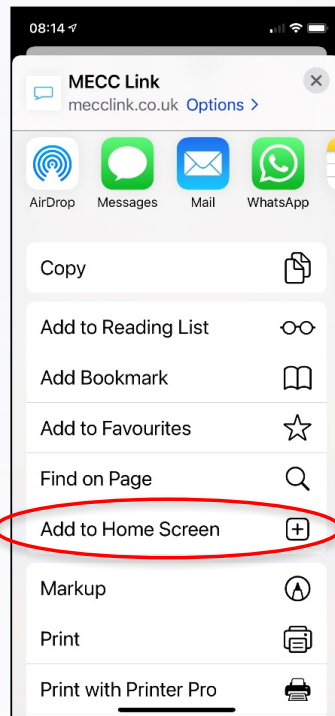 08:14
MECC Link
mecclink.co.uk Options >
AirDrop Messages Mail WhatsApp
Copy
Add to Reading List
Add Bookmark
Add to Favourites
Find on Page
Add to Home Screen
Markup
Print
Print with Printer Pro